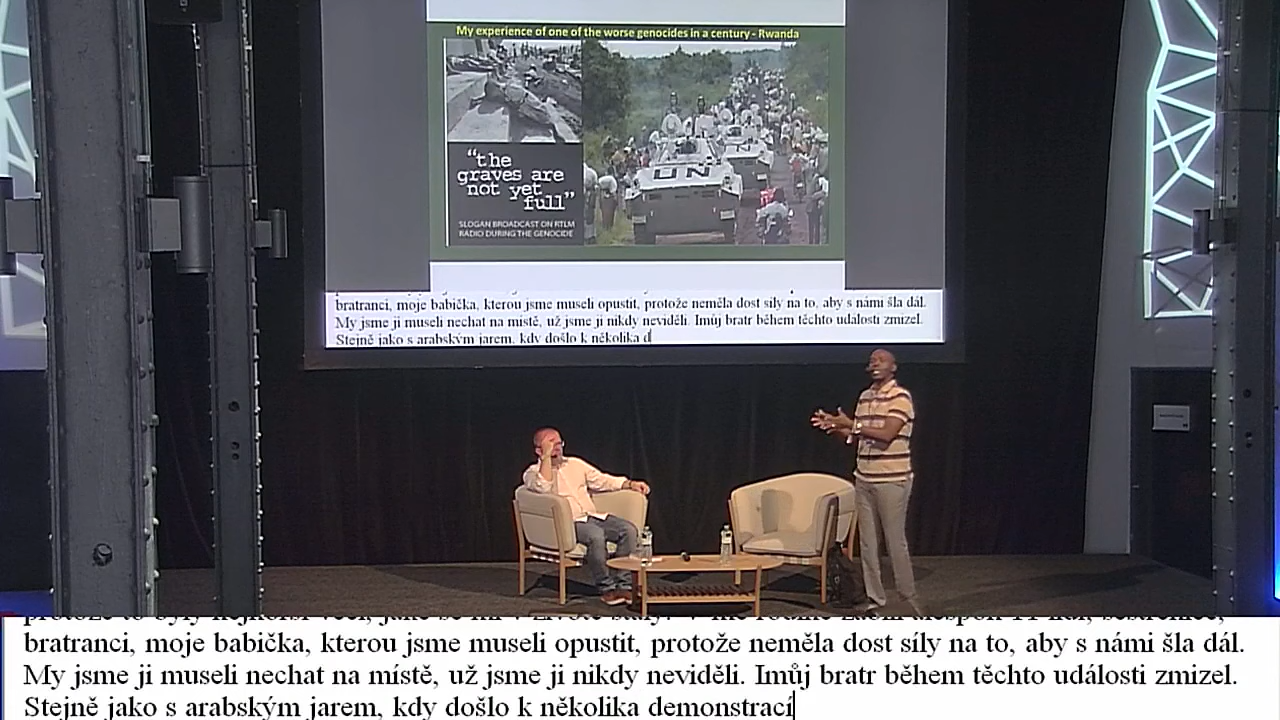 My experience of one of the worse genocides in a century - Rwanda
“the
graves are
not yet
full”
SLOGAN BROADCAST ON RTLM
RADIO DURING THE GENOCIDE
UN
bratranci, moje babička, kterou jsme museli opustit, protože neměla dost síly na to, aby s námi šla dál.
My jsme ji museli nechat na místě, už jsme ji nikdy neviděli. Imůj bratr během těchto událostí zmizel.
Stejně jako s arabským jarem, kdy došlo k několika d
bratranci, moje babička, kterou jsme museli opustit, protože neměla dost síly na to, aby s námi šla dál.
My jsme ji museli nechat na místě, už jsme ji nikdy neviděli. Imůj bratr během těchto událostí zmizel.
Stejně jako s arabským jarem, kdy došlo k několika demonstrací